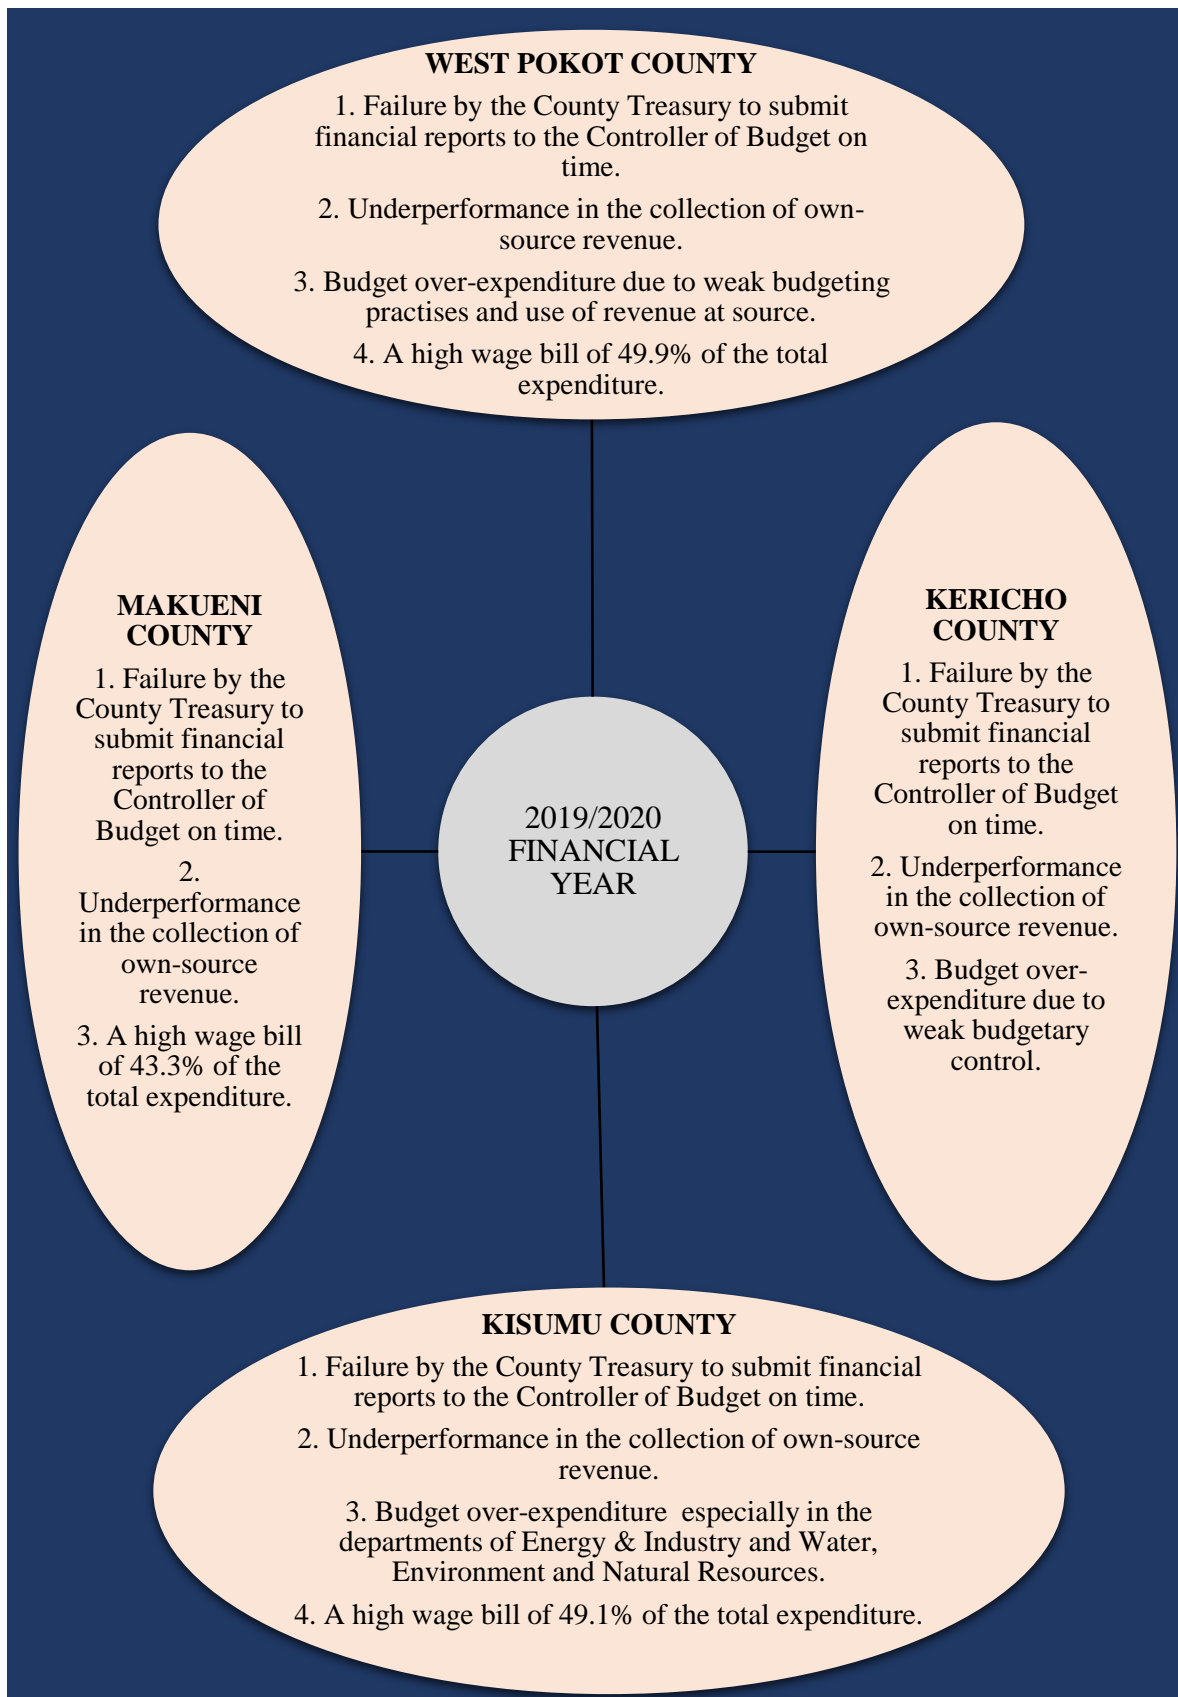 WEST POKOT COUNTY
1. Failure by the County Treasury to submit
financial reports to the Controller of Budget on
time.
2. Underperformance in the collection of own-
source revenue.
3. Budget over-expenditure due to weak budgeting
practises and use of revenue at source.
4. A high wage bill of 49.9% of the total
expenditure.
MAKUENI
COUNTY
1. Failure by the
County Treasury to
submit financial
reports to the
Controller of
Budget on time.
2.
Underperformance
in the collection of
own-source
revenue.
3. A high wage bill
of 43.3% of the
total expenditure.
2019/2020
FINANCIAL
YEAR
KERICHO
COUNTY
1. Failure by the
County Treasury to
submit financial
reports to the
Controller of Budget
on time.
2. Underperformance
in the collection of
own-source revenue.
3. Budget over-
expenditure due to
weak budgetary
control.
KISUMU COUNTY
1. Failure by the County Treasury to submit financial
reports to the Controller of Budget on time.
2. Underperformance in the collection of own-source
revenue.
3. Budget over-expenditure  especially in the
departments of Energy & Industry and Water,
Environment and Natural Resources.
4. A high wage bill of 49.1% of the total expenditure.